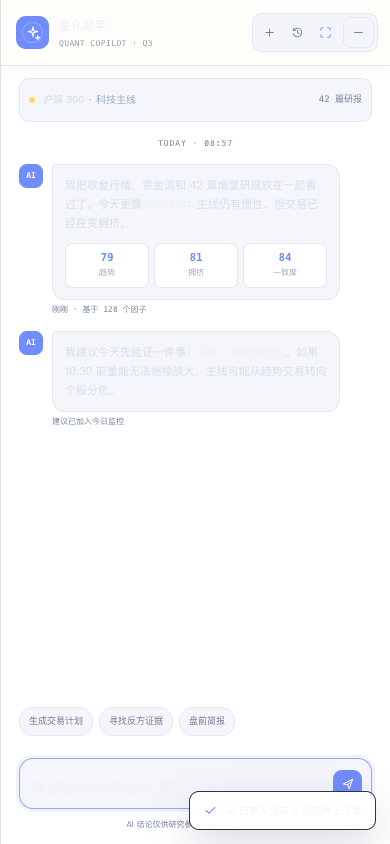 量化助手
QUANT COPILOT · Q3
沪深 300 · 科技主线
42 篇研报
TODAY · 08:57
AI
我把收盘行情、资金流和 42 篇增量研报放在一起看
过了。今天更像 ：主线仍有惯性，但交易已
经在变拥挤。
79
趋势
81
拥挤
84
一致度
刚刚 · 基于 128 个因子
AI
我建议今天先验证一件事： 。如果
10:30 前量能无法继续放大，主线可能从趋势交易转向
个股分化。
建议已加入今日监控
生成交易计划
寻找反方证据
盘前简报
AI 已带入当前 A 股信号上下文
AI 结论仅供研究